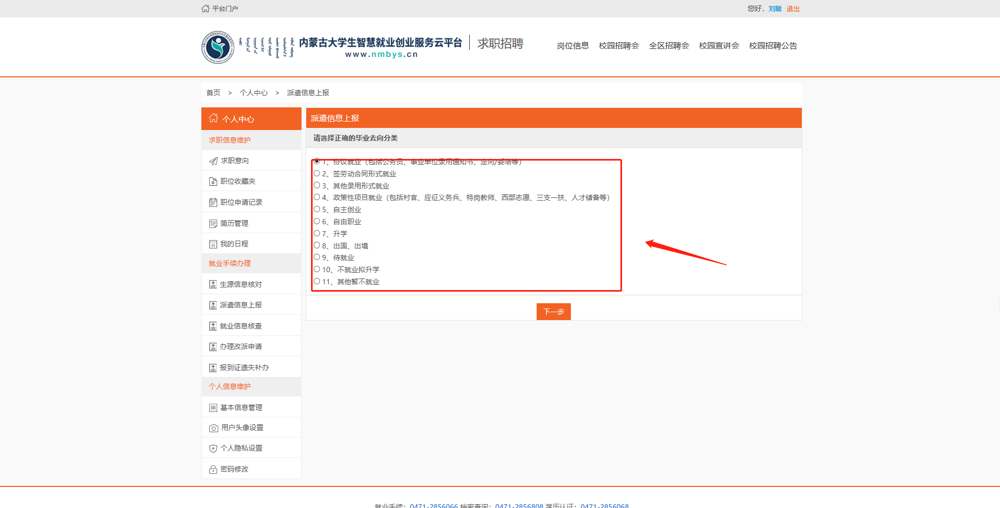 平台门户
您好，刘聪 退出
内蒙古大学生智慧就业创业服务云平台
www.nmbys.cn
求职招聘
岗位信息 校园招聘会 全区招聘会 校园宣讲会 校园招聘公告
首页 > 个人中心 > 派遣信息上报
个人中心
求职信息维护
求职意向
职位收藏夹
职位申请记录
简历管理
我的日程
就业手续办理
生源信息核对
派遣信息上报
就业信息核查
办理改派申请
报到证遗失补办
个人信息维护
基本信息管理
用户头像设置
个人隐私设置
密码修改
派遣信息上报
请选择正确的毕业去向分类
1、协议就业（包括公务员、事业单位录用通知书、定向/委培等）
2、签劳动合同形式就业
3、其他录用形式就业
4、政策性项目就业（包括村官、应征义务兵、特岗教师、西部志愿、三支一扶、人才储备等）
5、自主创业
6、自由职业
7、升学
8、出国、出境
9、待就业
10、不就业拟升学
11、其他暂不就业
下一步
就业手续：0471-2856066 档案查询：0471-2856808 学历认证：0471-2856068